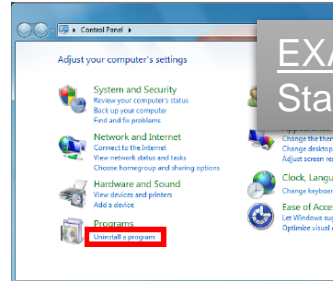 Control Panel
EXA
Sta
Adjust your computer's settings
System and Security
Review your computer's status
Back up your computer
Find and fix problems
Network and Internet
Connect to the Internet
View network status and tasks
Choose homegroup and sharing options
Hardware and Sound
View devices and printers
Add a device
Programs
Uninstall a program
Change the the
Change desktop
Adjust screen re
Clock, Langu
Change keyboar
Ease of Acce
Let Windows sug
Optimize visual